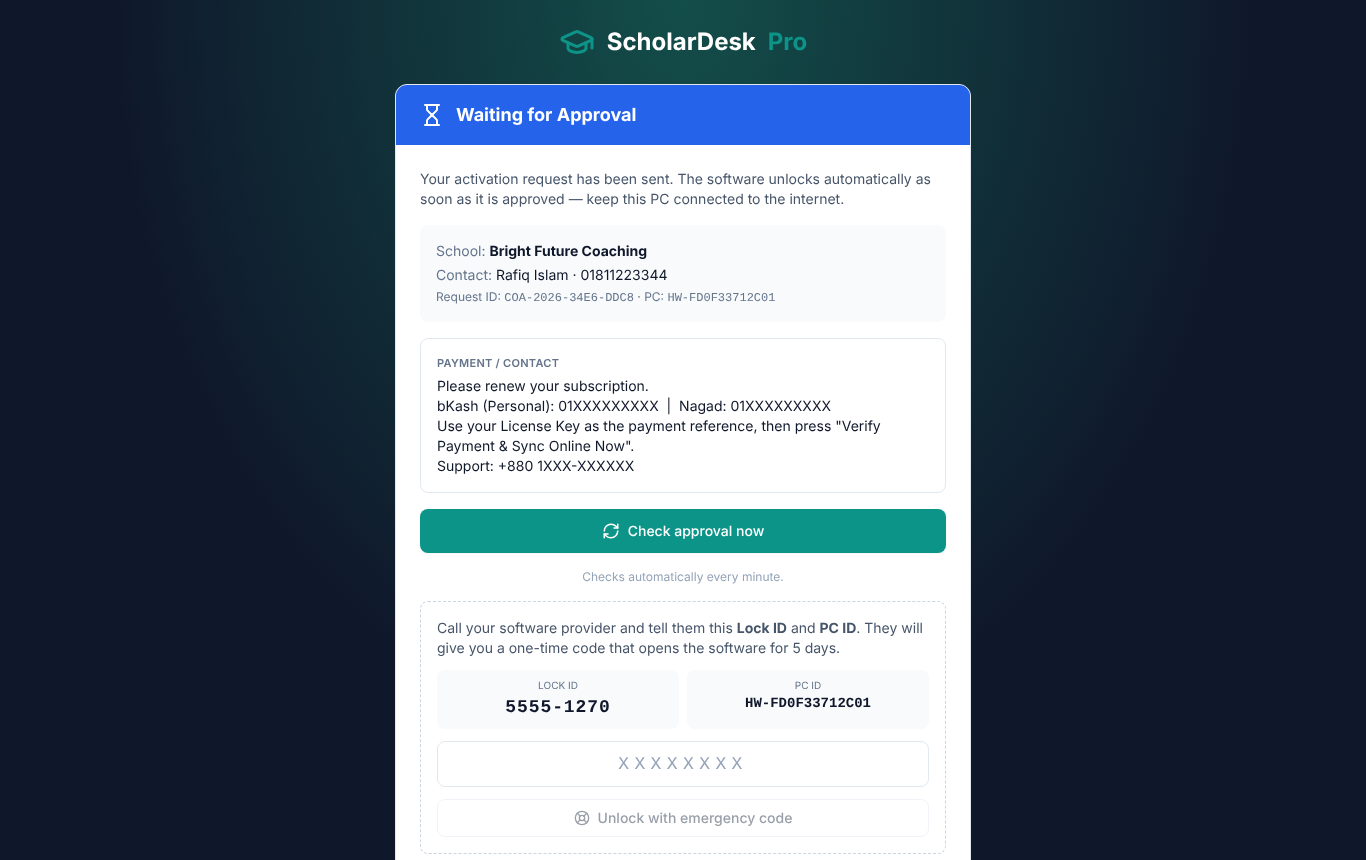 ScholarDesk Pro
Waiting for Approval
Your activation request has been sent. The software unlocks automatically as
soon as it is approved — keep this PC connected to the internet.
School: Bright Future Coaching
Contact: Rafiq Islam · 01811223344
Request ID: COA-2026-34E6-DDC8 · PC: HW-FD0F33712C01
PAYMENT / CONTACT
Please renew your subscription.
bKash (Personal): 01XXXXXXXXX | Nagad: 01XXXXXXXXX
Use your License Key as the payment reference, then press "Verify
Payment & Sync Online Now".
Support: +880 1XXX-XXXXXX
Check approval now
Checks automatically every minute.
Call your software provider and tell them this Lock ID and PC ID. They will
give you a one-time code that opens the software for 5 days.
LOCK ID
5555-1270
PC ID
HW-FD0F33712C01
XXXXXXXX
Unlock with emergency code